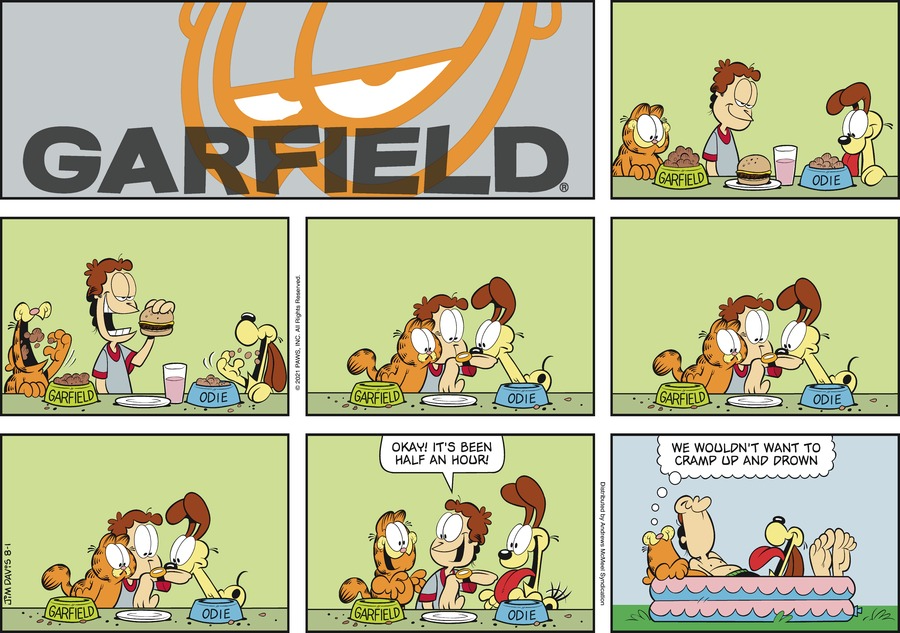 GARFIELD®
GARFIELD
ODIE
GARFIELD
ODIE
© 2021 PAWS, INC. All Rights Reserved.
GARFIELD
ODIE
GARFIELD
ODIE
JIM DAVIS 8-1
GARFIELD
ODIE
OKAY! IT'S BEEN
HALF AN HOUR!
GARFIELD
ODIE
Distributed by Andrews McMeel Syndication
WE WOULDN'T WANT TO
CRAMP UP AND DROWN